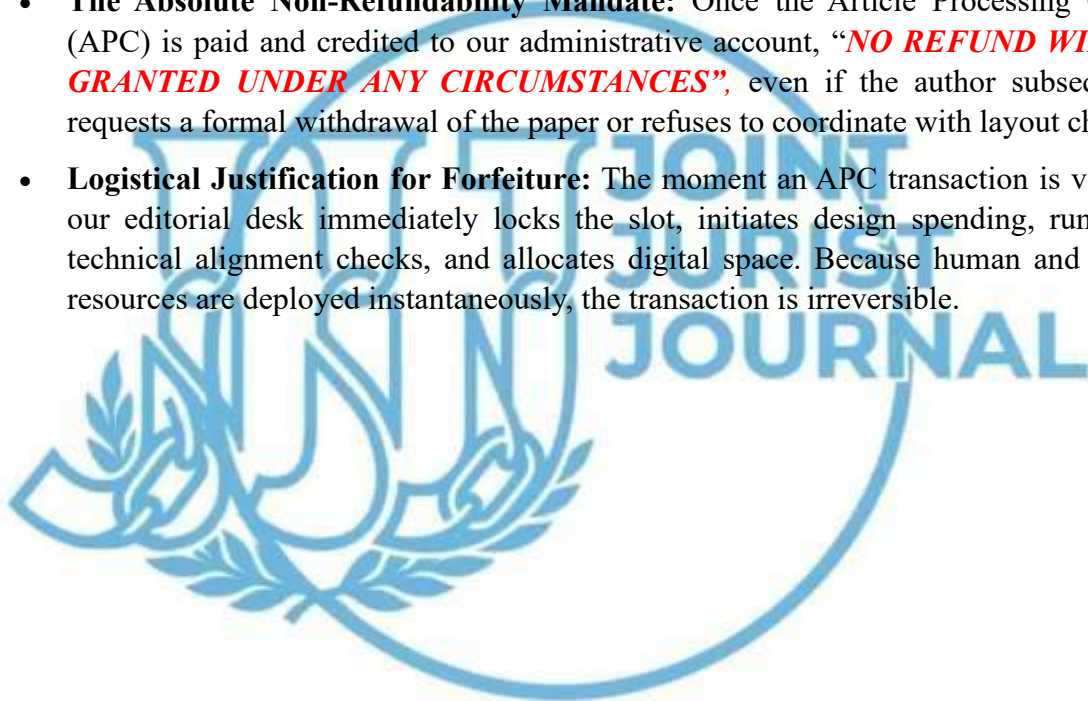 • The Absolute Non-Refundability Mandate: Once the Article Processing
(APC) is paid and credited to our administrative account, “NO REFUND
GRANTED UNDER ANY CIRCUMSTANCES”, even if the author
requests a formal withdrawal of the paper or refuses to coordinate with layout
• Logistical Justification for Forfeiture: The moment an APC transaction is
our editorial desk immediately locks the slot, initiates design spending,
technical alignment checks, and allocates digital space. Because human and
resources are deployed instantaneously, the transaction is irreversible.
JJJ
JOINT
JURIST
JOURNAL